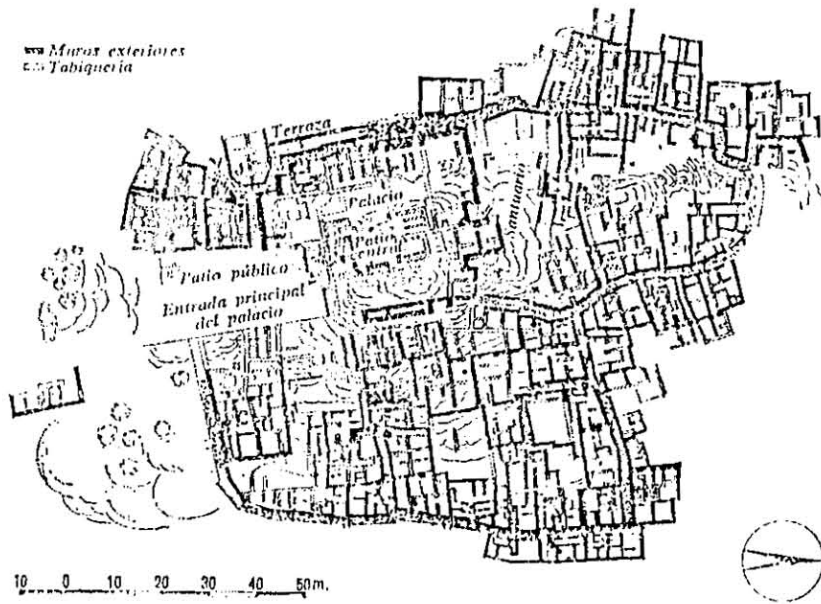 Muros exteriores
Tabiquería
Terraza
Palacio
Santuario
Patio
central
Patio público
Entrada principal
del palacio
10 0 10 20 30 40 50 m.